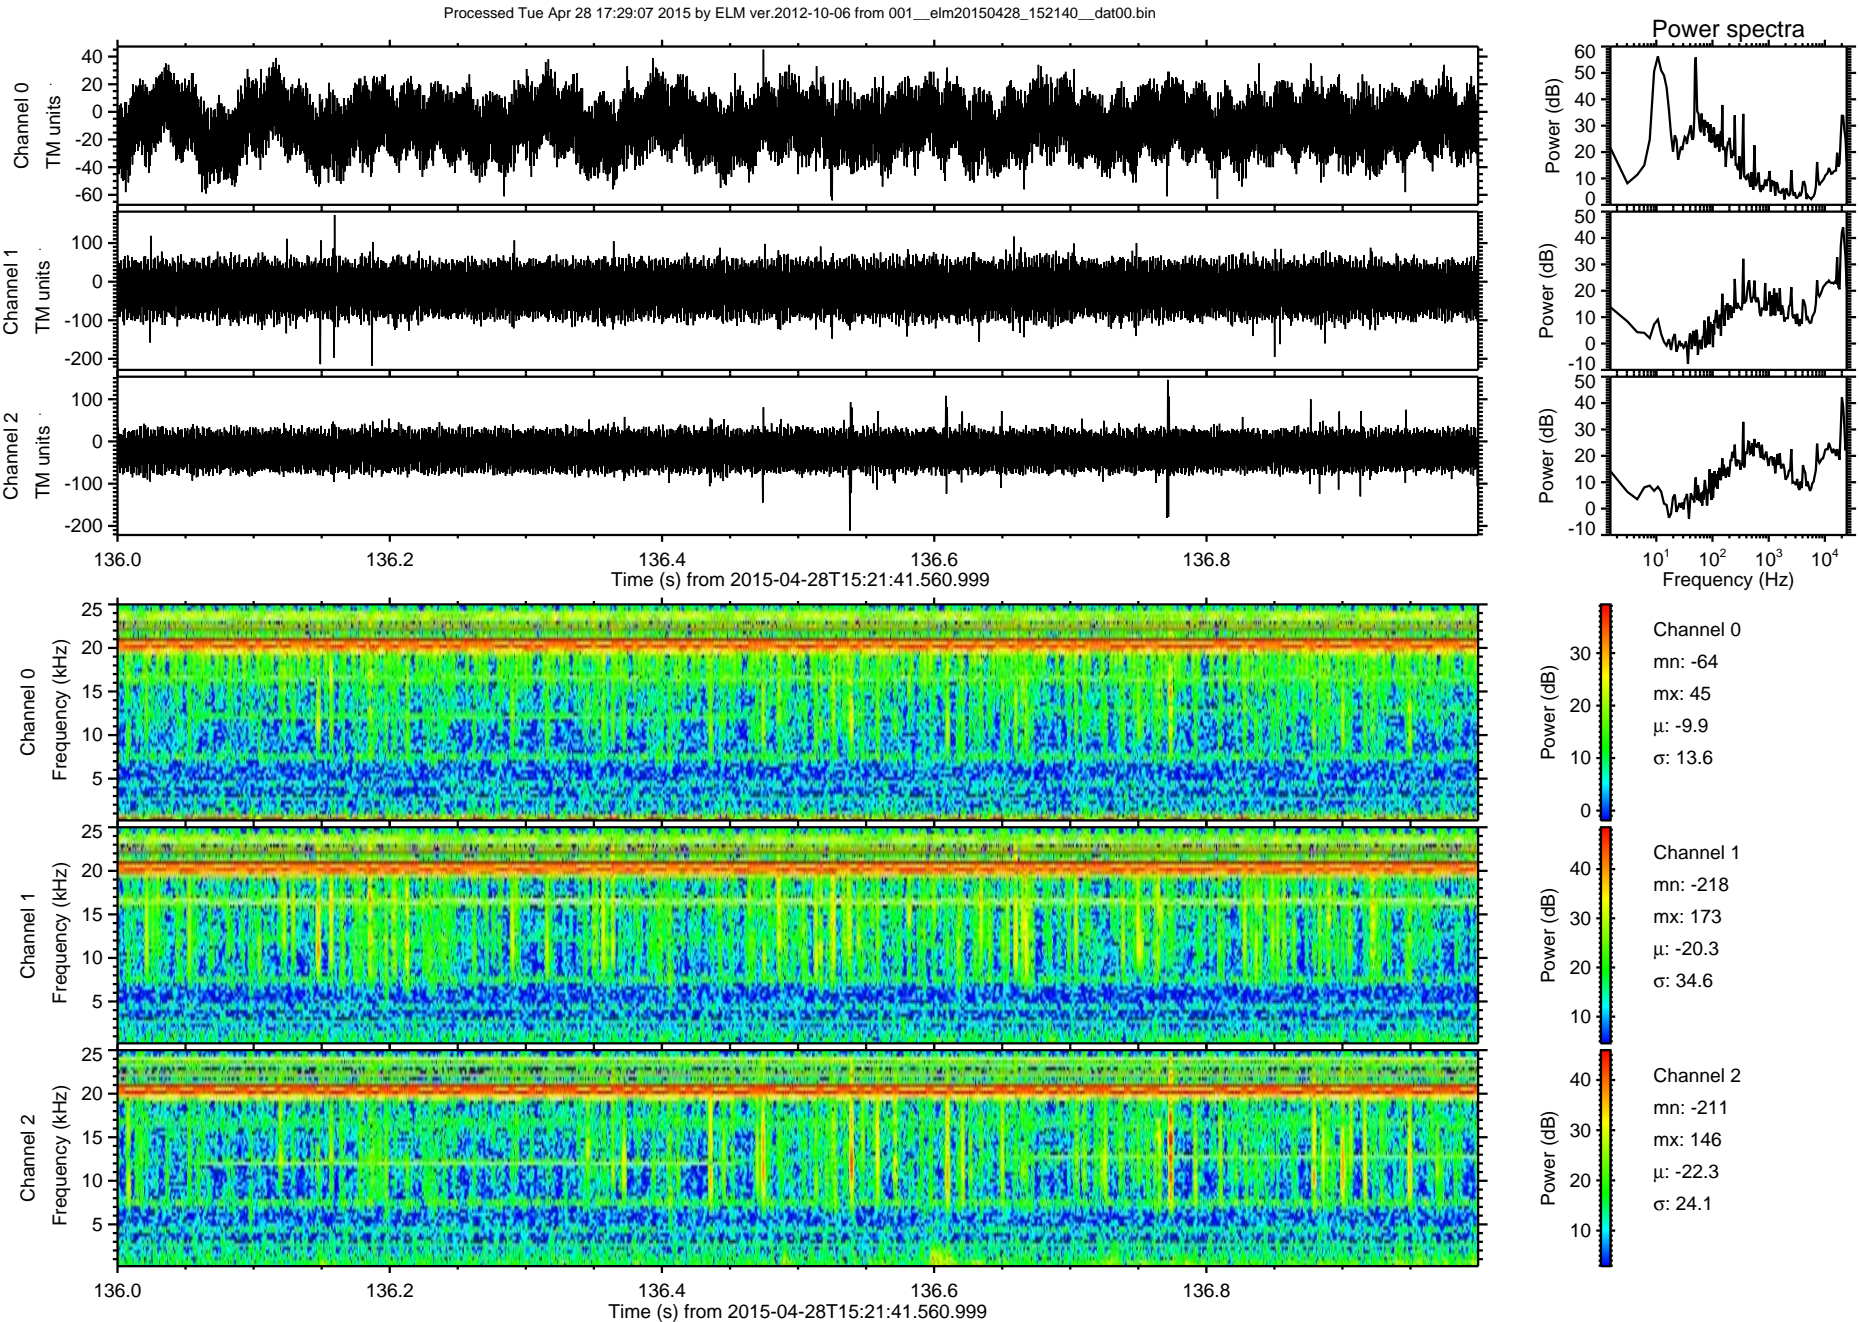 Processed Tue Apr 28 17:29:07 2015 by ELM ver.2012-10-06 from 001__elm20150428_152140__dat00.bin
Power spectra
Channel 0
TM units
40
20
0
-20
-40
-60
Power (dB)
60
50
40
30
20
10
0
Channel 1
TM units
100
0
-100
-200
Power (dB)
50
40
30
20
10
0
-10
Channel 2
TM units
100
0
-100
-200
Power (dB)
50
40
30
20
10
0
-10
136.0 136.2 136.4 136.6 136.8
Time (s) from 2015-04-28T15:21:41.560.999
10^1 10^2 10^3 10^4
Frequency (Hz)
Channel 0
Frequency (kHz)
25
20
15
10
5
Power (dB)
30
20
10
0
Channel 0
mn: -64
mx: 45
μ: -9.9
σ: 13.6
Channel 1
Frequency (kHz)
25
20
15
10
5
Power (dB)
40
30
20
10
Channel 1
mn: -218
mx: 173
μ: -20.3
σ: 34.6
Channel 2
Frequency (kHz)
25
20
15
10
5
Power (dB)
40
30
20
10
Channel 2
mn: -211
mx: 146
μ: -22.3
σ: 24.1
136.0 136.2 136.4 136.6 136.8
Time (s) from 2015-04-28T15:21:41.560.999